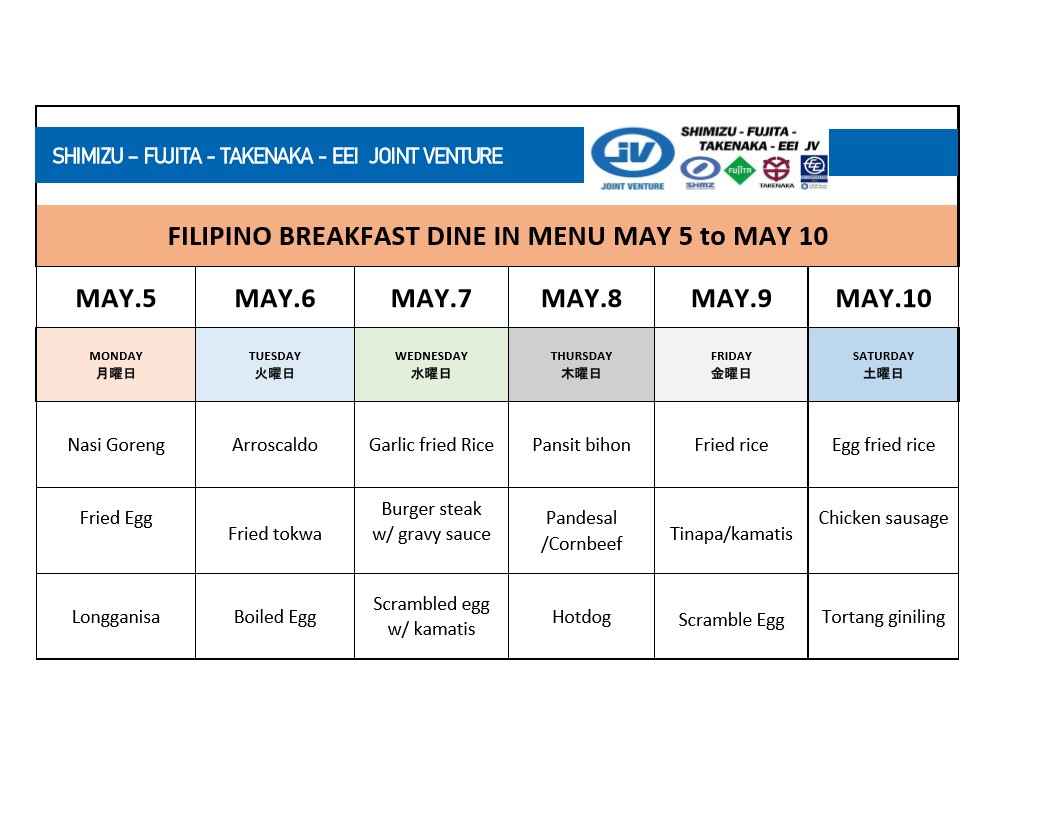 SHIMIZU – FUJITA - TAKENAKA - EEI JOINT VENTURE
JV
JOINT VENTURE
SHIMIZU - FUJITA -
TAKENAKA - EEI JV
SHMZ
FUJITA
TAKENAKA
FILIPINO BREAKFAST DINE IN MENU MAY 5 to MAY 10
MAY.5 MAY.6 MAY.7 MAY.8 MAY.9 MAY.10
MONDAY TUESDAY WEDNESDAY THURSDAY FRIDAY SATURDAY
月曜日 火曜日 水曜日 木曜日 金曜日 土曜日
Nasi Goreng
Arroscaldo
Garlic fried Rice
Pansit bihon
Fried rice
Egg fried rice
Fried Egg
Fried tokwa
Burger steak
w/ gravy sauce
Pandesal
/Cornbeef
Tinapa/kamatis
Chicken sausage
Longganisa
Boiled Egg
Scrambled egg
w/ kamatis
Hotdog
Scramble Egg
Tortang giniling